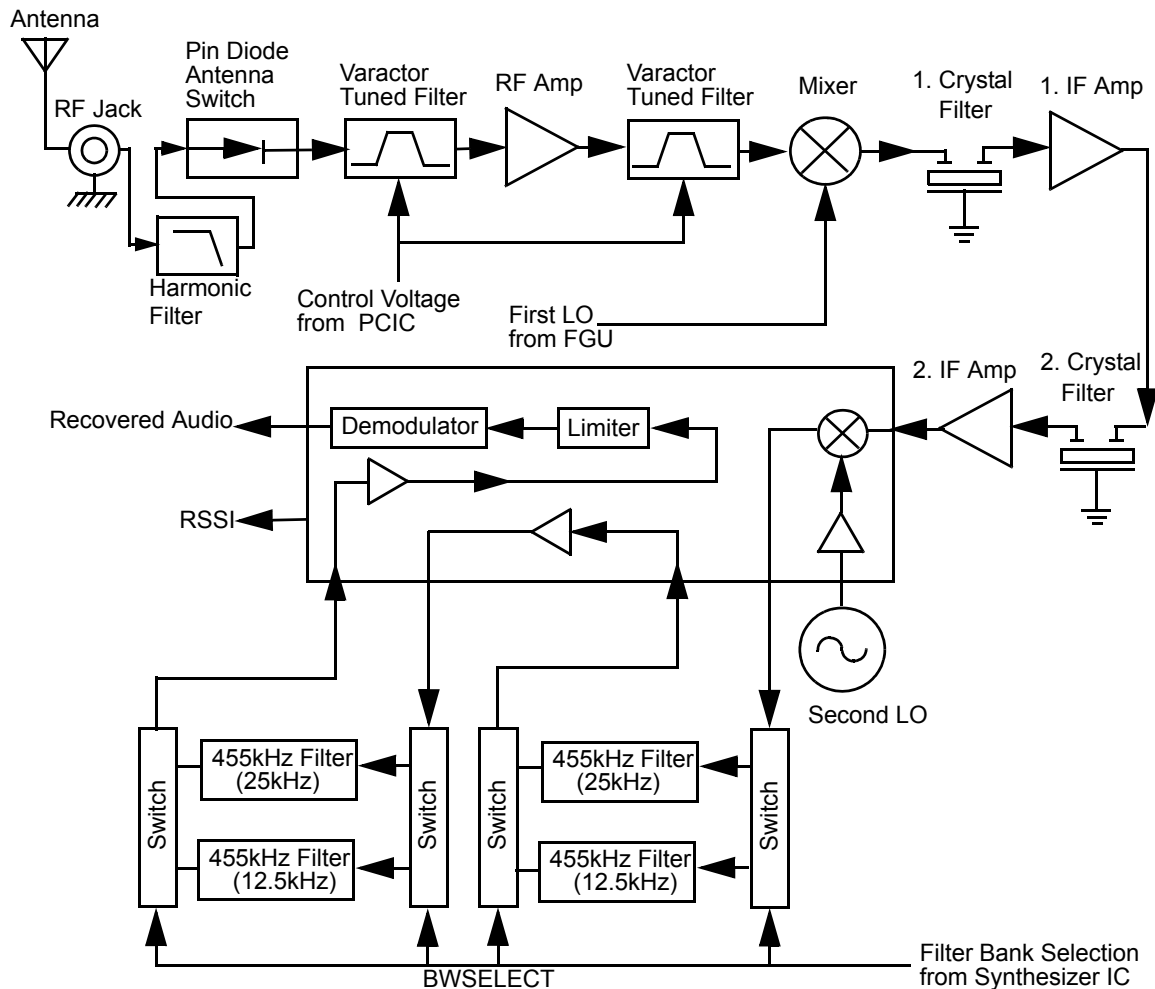 Antenna
Pin Diode
Antenna
Switch
RF Jack
Varactor
Tuned Filter
RF Amp
Varactor
Tuned Filter
Mixer
1. Crystal
Filter
1. IF Amp
Harmonic
Filter
Control Voltage
from PCIC
First LO
from FGU
2. IF Amp
2. Crystal
Filter
Recovered Audio
Demodulator
Limiter
RSSI
Second LO
Switch
455kHz Filter
(25kHz)
455kHz Filter
(12.5kHz)
Switch
Switch
455kHz Filter
(25kHz)
455kHz Filter
(12.5kHz)
Switch
BWSELECT
Filter Bank Selection
from Synthesizer IC